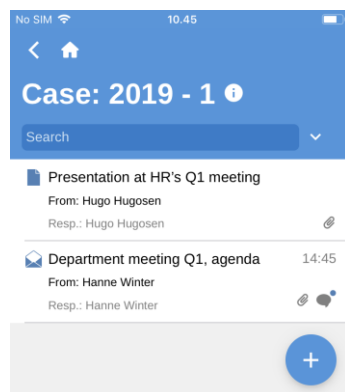 No SIM 10.45
Case: 2019 - 1
Search
Presentation at HR's Q1 meeting
From: Hugo Hugosen
Resp.: Hugo Hugosen
Department meeting Q1, agenda 14:45
From: Hanne Winter
Resp.: Hanne Winter